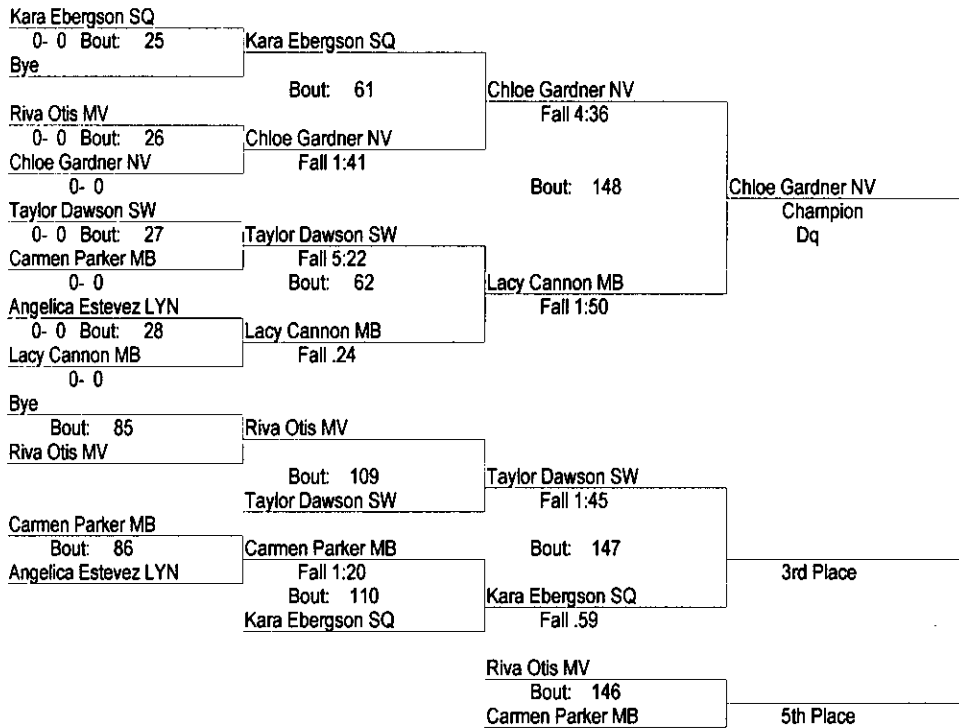 Kara Ebergson SQ
0- 0 Bout: 25
Bye
Kara Ebergson SQ
Bout: 61
Riva Otis MV
0- 0 Bout: 26
Chloe Gardner NV
0- 0
Chloe Gardner NV
Fall 1:41
Chloe Gardner NV
Fall 4:36
Bout: 148
Chloe Gardner NV
Champion
Dq
Taylor Dawson SW
0- 0 Bout: 27
Carmen Parker MB
0- 0
Taylor Dawson SW
Fall 5:22
Bout: 62
Lacy Cannon MB
Fall 1:50
Angelica Estevez LYN
0- 0 Bout: 28
Lacy Cannon MB
0- 0
Lacy Cannon MB
Fall .24
Bye
Bout: 85
Riva Otis MV
Riva Otis MV
Bout: 109
Taylor Dawson SW
Taylor Dawson SW
Fall 1:45
Bout: 147
3rd Place
Carmen Parker MB
Bout: 86
Angelica Estevez LYN
Carmen Parker MB
Fall 1:20
Bout: 110
Kara Ebergson SQ
Kara Ebergson SQ
Fall .59
Riva Otis MV
Bout: 146
Carmen Parker MB
5th Place